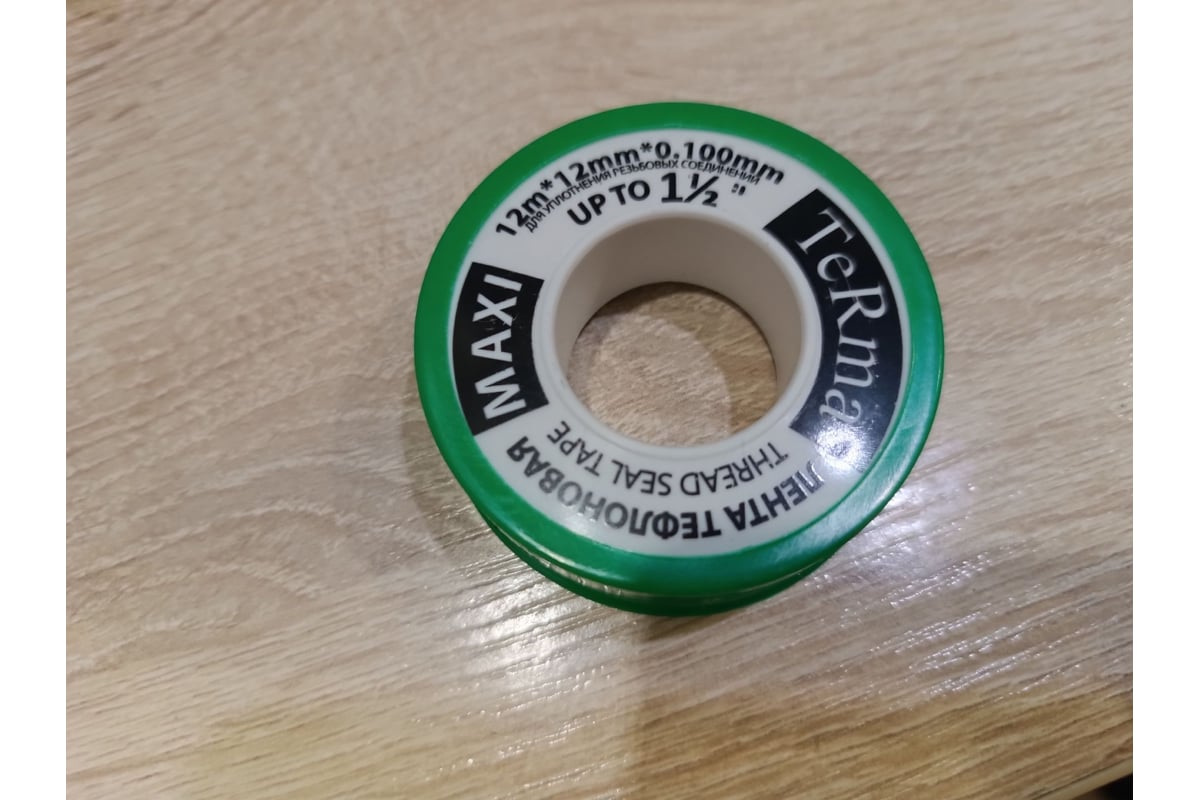 12m*12mm*0.100mm
ДЛЯ УПЛОТНЕНИЯ РЕЗЬБОВЫХ СОЕДИНЕНИЙ
UP TO 1½"
TeRma
MAXI
THREAD SEAL TAPE
ЛЕНТА ТЕФЛОНОВАЯ